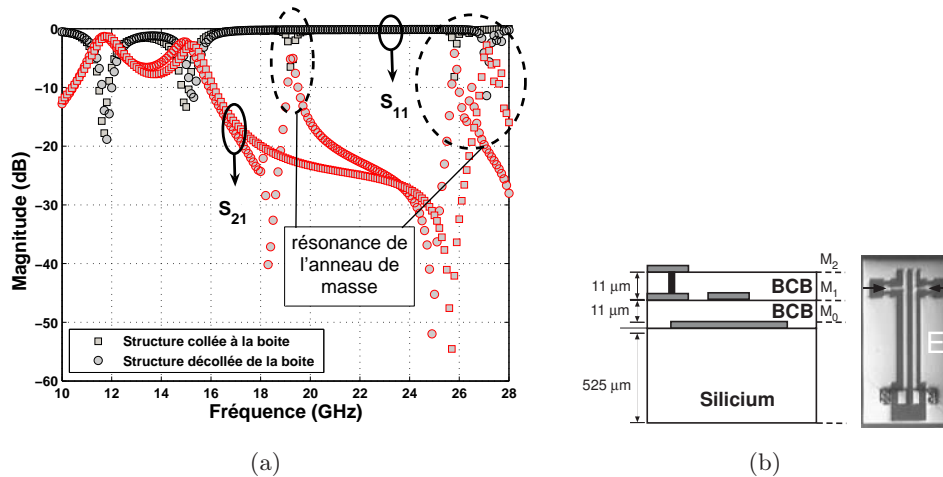 0
−10
−20
−30
−40
−50
−60
10 12 14 16 18 20 22 24 26 28
Magnitude (dB)
Fréquence (GHz)
S11
S21
résonance de
l'anneau de
masse
Structure collée à la boite
Structure décollée de la boite
(a)
M2
11 μm
BCB
M1
11 μm
BCB
M0
525 μm
Silicium
E
(b)